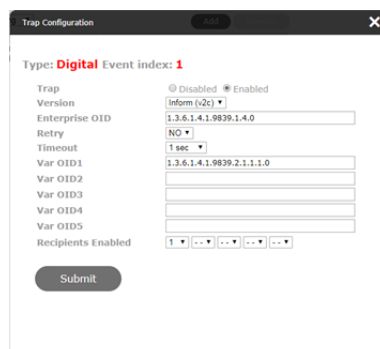 Trap Configuration
Add
Type: Digital Event index: 1
Trap Disabled Enabled
Version Inform (v2c)
Enterprise OID 1.3.6.1.4.1.9839.1.4.0
Retry NO
Timeout 1 sec
Var OID1 1.3.6.1.4.1.9839.2.1.1.1.0
Var OID2
Var OID3
Var OID4
Var OID5
Recipients Enabled 1 -- -- -- --
Submit